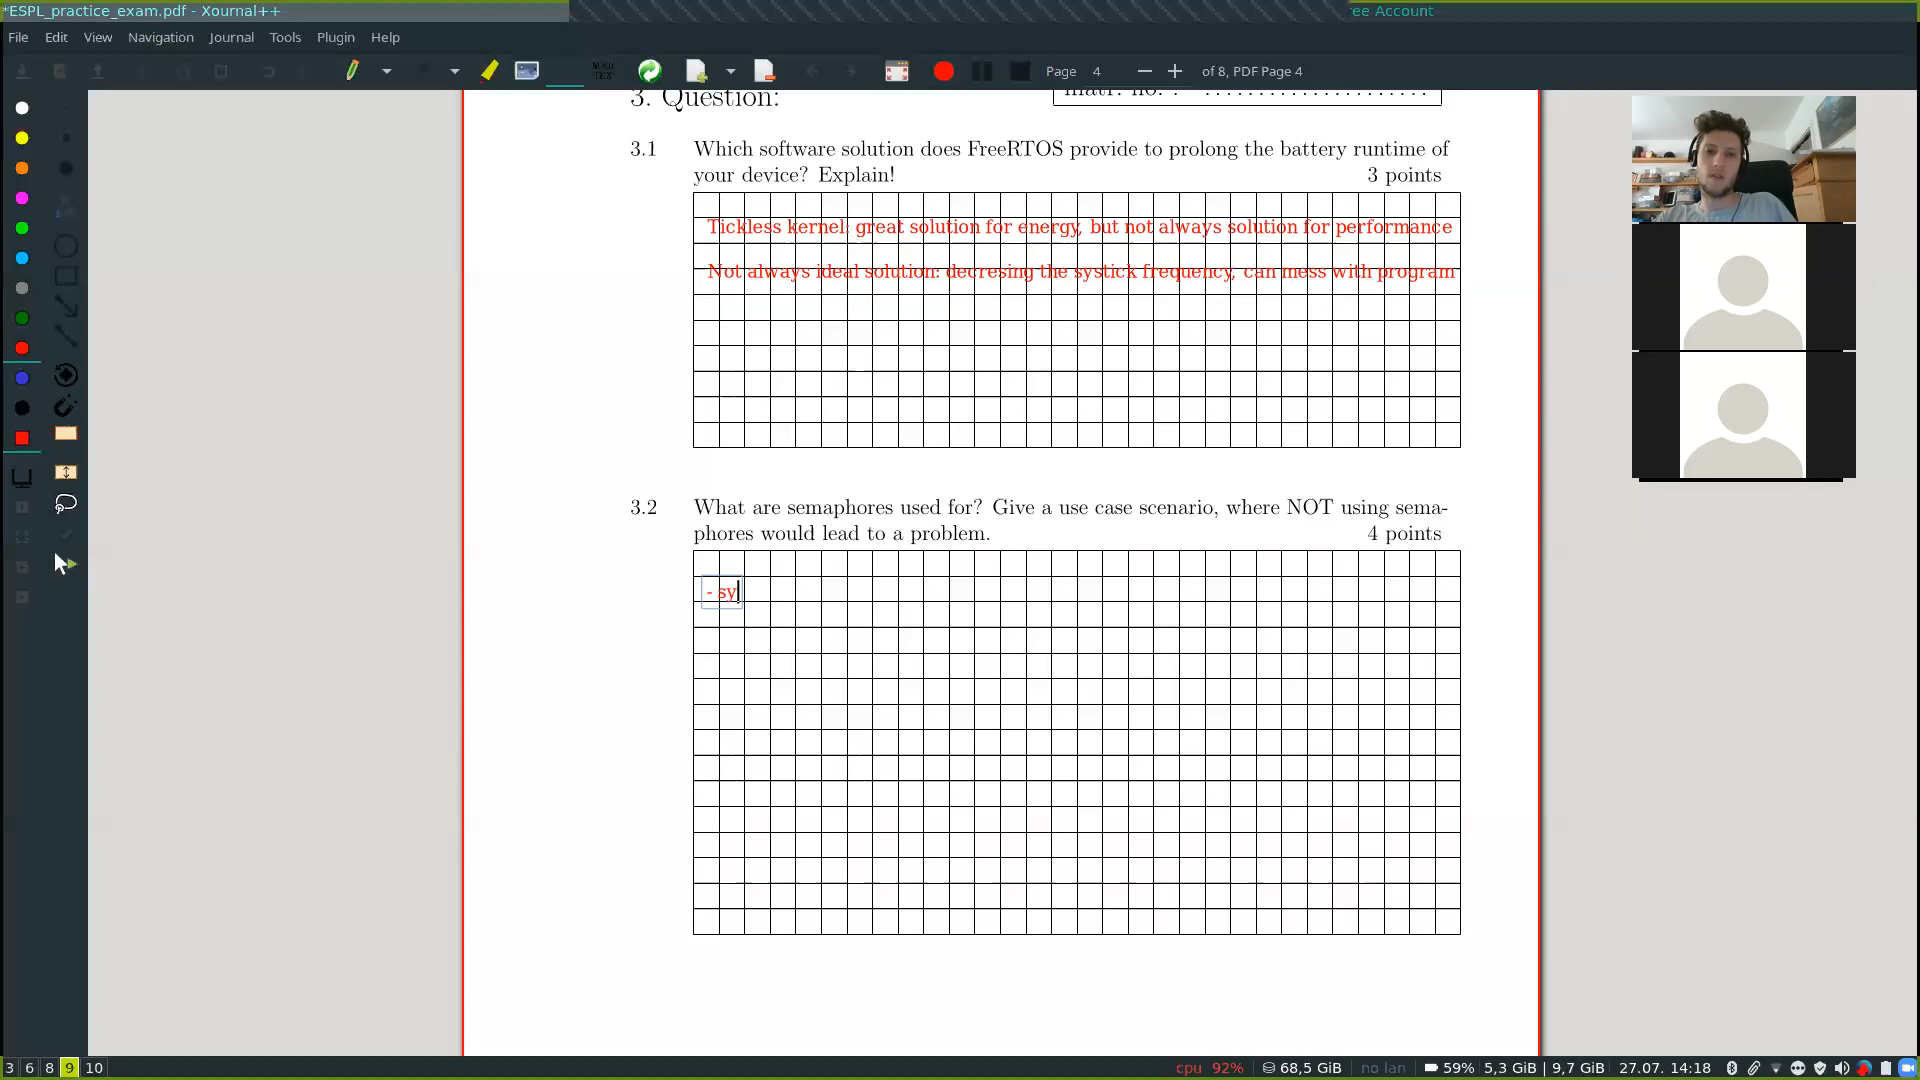 *ESPL_practice_exam.pdf - Xournal++
ree Account
File Edit View Navigation Journal Tools Plugin Help
Page 4 of 8, PDF Page 4
3. Question:
matr. no. : ......................
3.1 Which software solution does FreeRTOS provide to prolong the battery runtime of
your device? Explain! 3 points
Tickless kernel: great solution for energy, but not always solution for performance
Not always ideal solution: decresing the systick frequency, can mess with program
3.2 What are semaphores used for? Give a use case scenario, where NOT using sema-
phores would lead to a problem. 4 points
- sy
3 6 8 9 10
cpu 92% 68,5 GiB no lan 59% 5,3 GiB | 9,7 GiB 27.07. 14:18